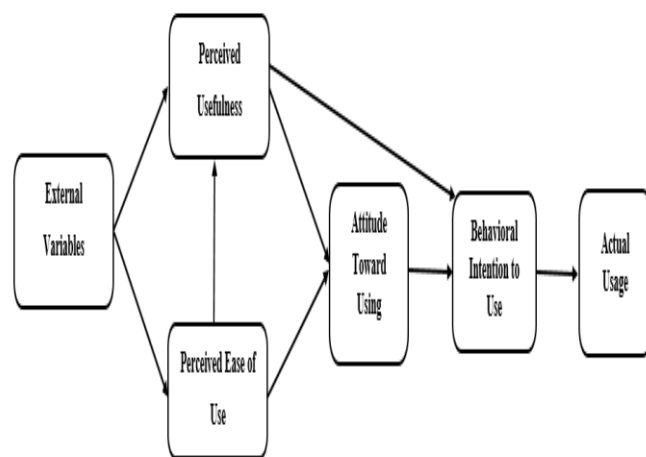 Perceived
Usefulness
External
Variables
Attitude
Toward
Using
Behavioral
Intention to
Use
Actual
Usage
Perceived Ease of
Use